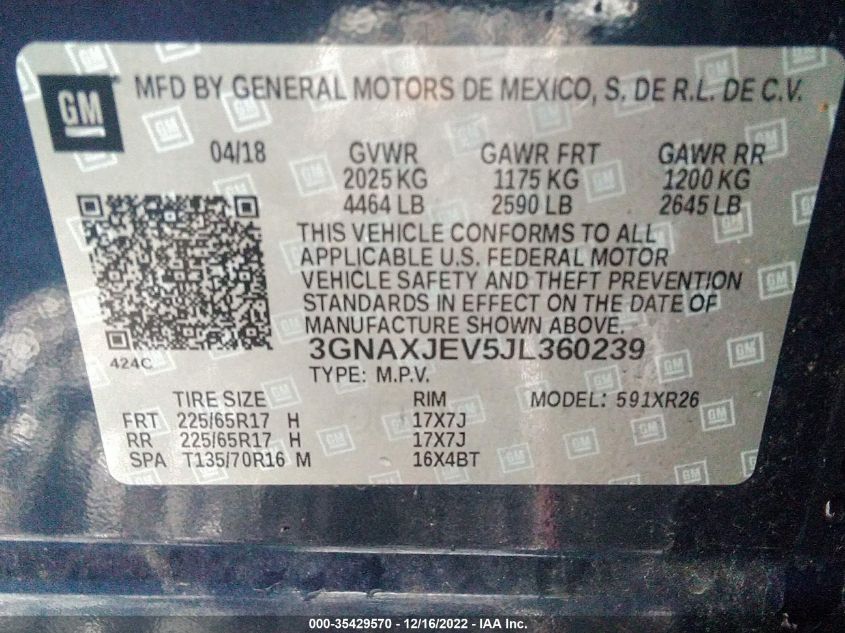 GM MFD BY GENERAL MOTORS DE MEXICO, S. DE R.L. DE C.V.
04/18 GVWR GAWR FRT GAWR RR
2025 KG 1175 KG 1200 KG
4464 LB 2590 LB 2645 LB
THIS VEHICLE CONFORMS TO ALL
APPLICABLE U.S. FEDERAL MOTOR
VEHICLE SAFETY AND THEFT PREVENTION
STANDARDS IN EFFECT ON THE DATE OF
MANUFACTURE SHOWN ABOVE.
3GNAXJEV5JL360239
424C
TYPE: M.P.V.
TIRE SIZE RIM MODEL: 591XR26
FRT 225/65R17 H 17X7J
RR 225/65R17 H 17X7J
SPA T135/70R16 M 16X4BT
000-35429570 - 12/16/2022 - IAA Inc.